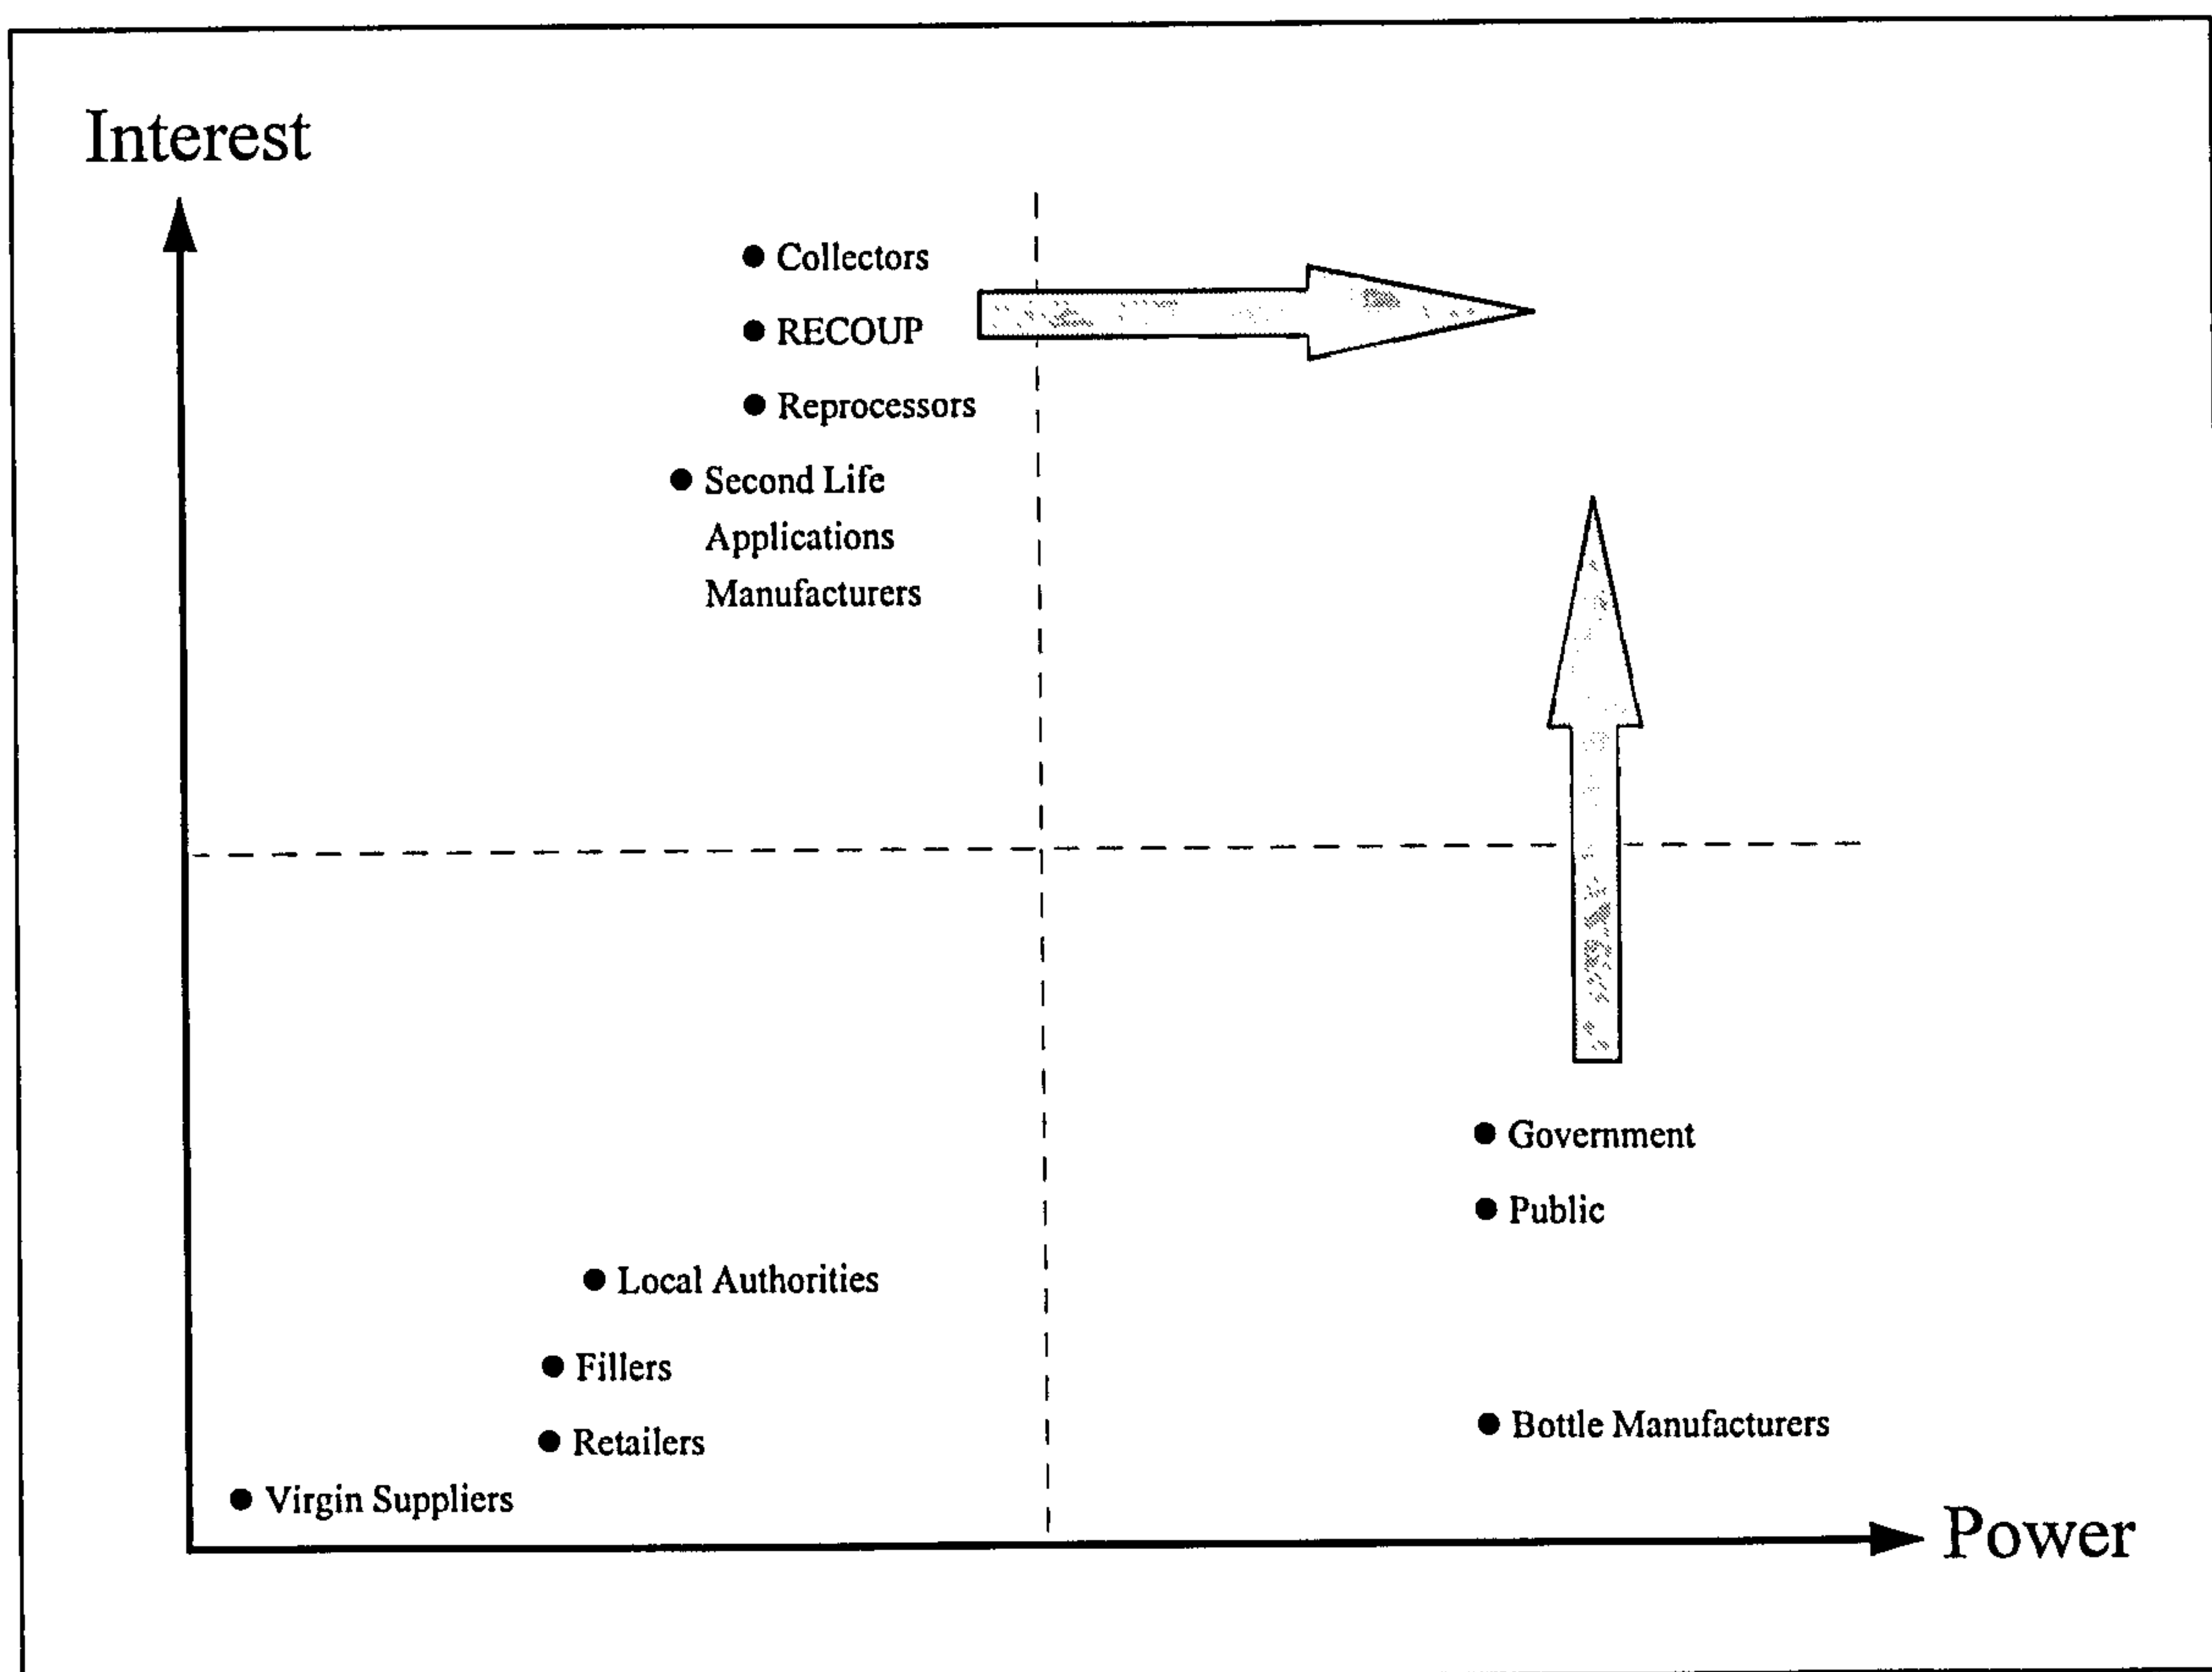 Interest
Collectors
RECOUP
Reprocessors
Second Life
Applications
Manufacturers
Government
Public
Local Authorities
Fillers
Bottle Manufacturers
Retailers
Virgin Suppliers
Power